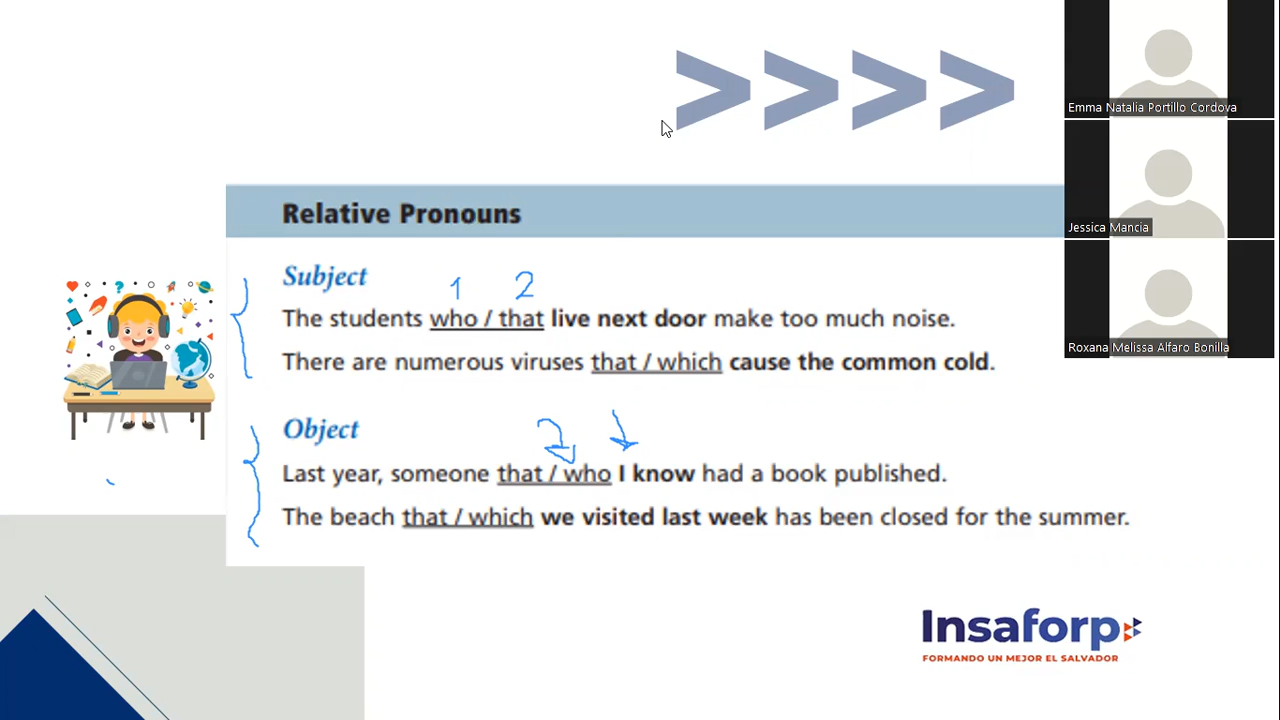 >>>>
Emma Natalia Portillo Cordova
Jessica Mancia
Roxana Melissa Alfaro Bonilla
Relative Pronouns
Subject
1 2
The students who / that live next door make too much noise.
There are numerous viruses that / which cause the common cold.
Object
Last year, someone that / who I know had a book published.
The beach that / which we visited last week has been closed for the summer.
Insaforp
FORMANDO UN MEJOR EL SALVADOR